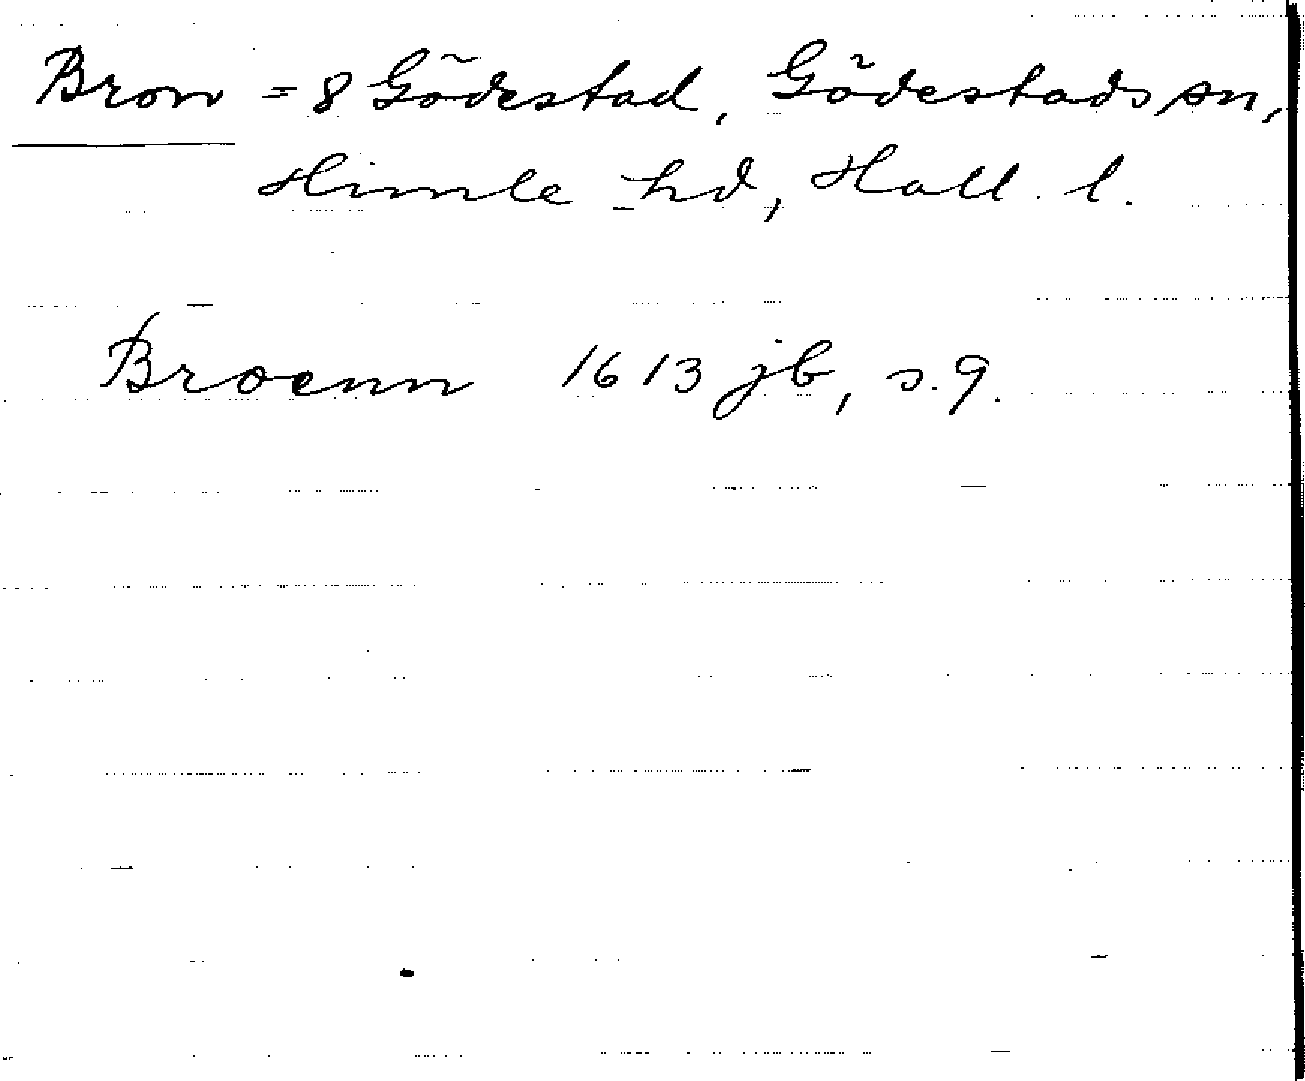 Bron = 8 Gödestad, Gödestads sn,
Himle hd, Hall. l.
Broenn 1613 jb, s. 9.